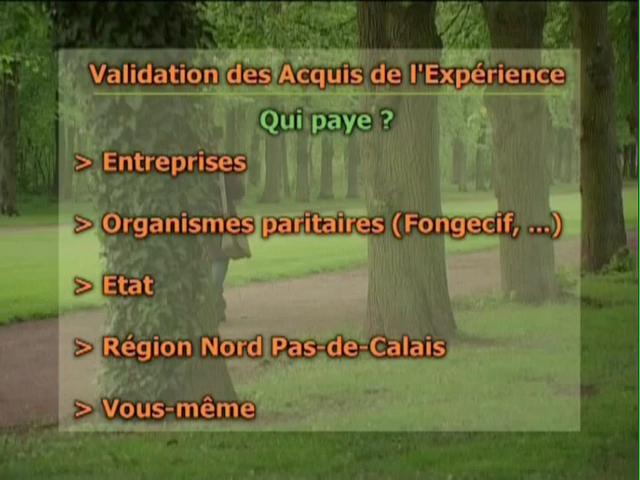 Validation des Acquis de l'Expérience
Qui paye ?
> Entreprises
> Organismes paritaires (Fongecif, ...)
> Etat
> Région Nord Pas-de-Calais
> Vous-même